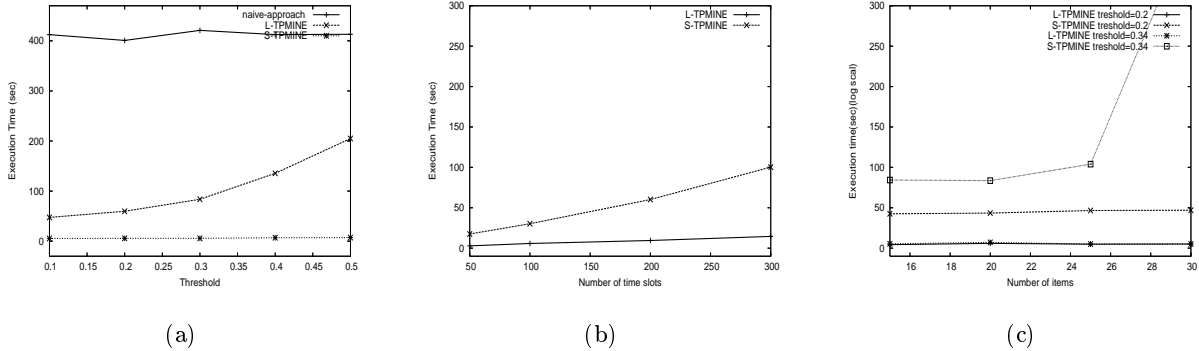 naive-approach
L-TPMINE
S-TPMINE
400
300
200
100
0
Execution Time (sec)
0.1 0.15 0.2 0.25 0.3 0.35 0.4 0.45 0.5
Threshold
(a)
L-TPMINE
S-TPMINE
300
250
200
150
100
50
0
Execution Time (sec)
50 100 150 200 250 300
Number of time slots
(b)
L-TPMINE treshold=0.2
S-TPMINE treshold=0.2
L-TPMINE treshold=0.34
S-TPMINE treshold=0.34
300
250
200
150
100
50
0
Execution time(sec)(log scal)
16 18 20 22 24 26 28 30
Number of items
(c)